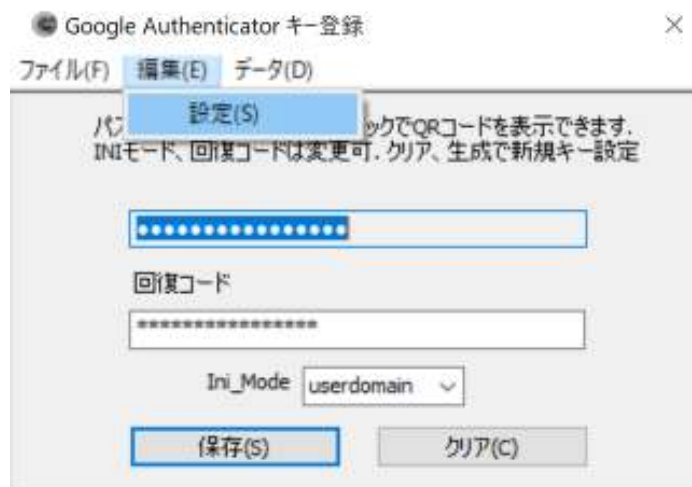 Google Authenticator キー登録
ファイル(F) 編集(E) データ(D)
設定(S)
パス
ックでQRコードを表示できます.
INIモード、回復コードは変更可.クリア、生成で新規キー設定
●●●●●●●●●●●●●●●●
回復コード
****************
Ini_Mode userdomain
保存(S) クリア(C)